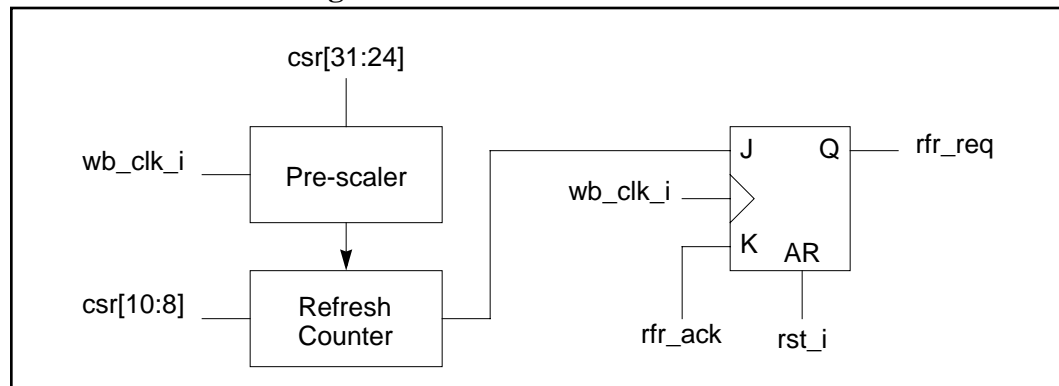 csr[31:24]
wb_clk_i
Pre-scaler
J
Q
rfr_req
wb_clk_i
K
AR
csr[10:8]
Refresh
Counter
rfr_ack
rst_i